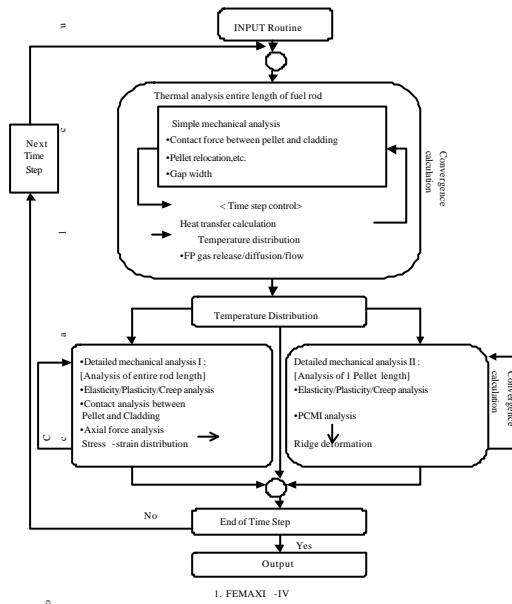 INPUT Routine
Thermal analysis entire length of fuel rod
Simple mechanical analysis
•Contact force between pellet and cladding
•Pellet relocation,etc.
•Gap width
< Time step control>
Heat transfer calculation
Temperature distribution
•FP gas release/diffusion/flow
Convergence
calculation
Next
Time
Step
Temperature Distribution
•Detailed mechanical analysis I :
[Analysis of entire rod length]
•Elasticity/Plasticity/Creep analysis
•Contact analysis between
Pellet and Cladding
•Axial force analysis
Stress -strain distribution
Detailed mechanical analysis II :
[Analysis of 1 Pellet length]
•Elasticity/Plasticity/Creep analysis
•PCMI analysis
Ridge deformation
Convergence
calculation
No
End of Time Step
Yes
Output
1. FEMAXI -IV
u
c
l
a
C
c
o